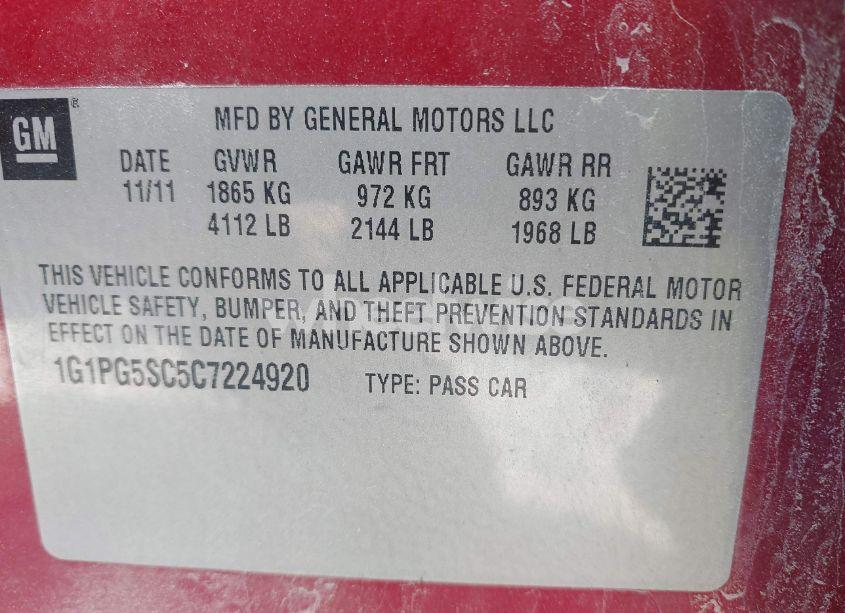 GM®
MFD BY GENERAL MOTORS LLC
DATE GVWR GAWR FRT GAWR RR
11/11 1865 KG 972 KG 893 KG
4112 LB 2144 LB 1968 LB
THIS VEHICLE CONFORMS TO ALL APPLICABLE U.S. FEDERAL MOTOR
VEHICLE SAFETY, BUMPER, AND THEFT PREVENTION STANDARDS IN
EFFECT ON THE DATE OF MANUFACTURE SHOWN ABOVE.
1G1PG5SC5C7224920 TYPE: PASS CAR